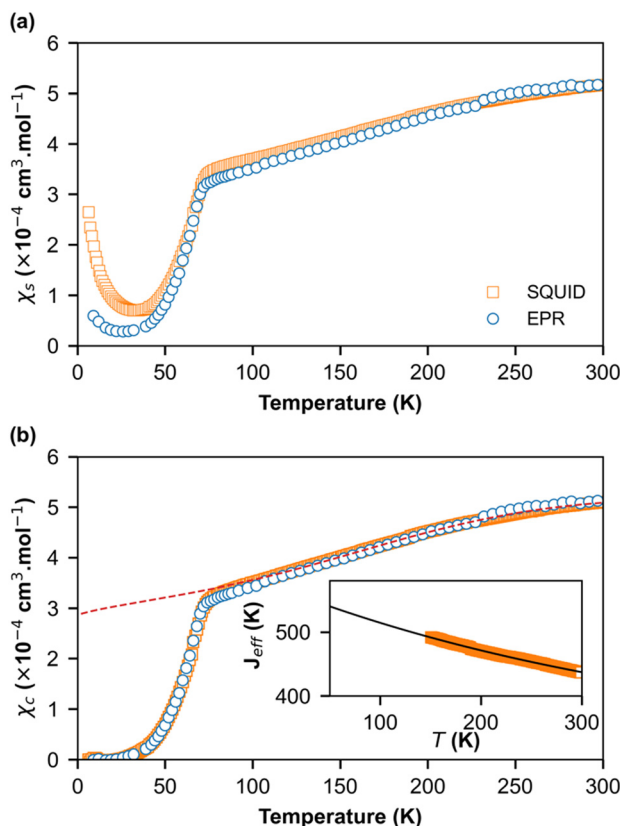 (a)
6
5
4
3
2
1
0
χₛ (×10⁻⁴ cm³.mol⁻¹)
SQUID
EPR
0 50 100 150 200 250 300
Temperature (K)
(b)
6
5
4
3
2
1
0
χ_c (×10⁻⁴ cm³.mol⁻¹)
500
400
J_eff (K)
100 200 300
T (K)
0 50 100 150 200 250 300
Temperature (K)